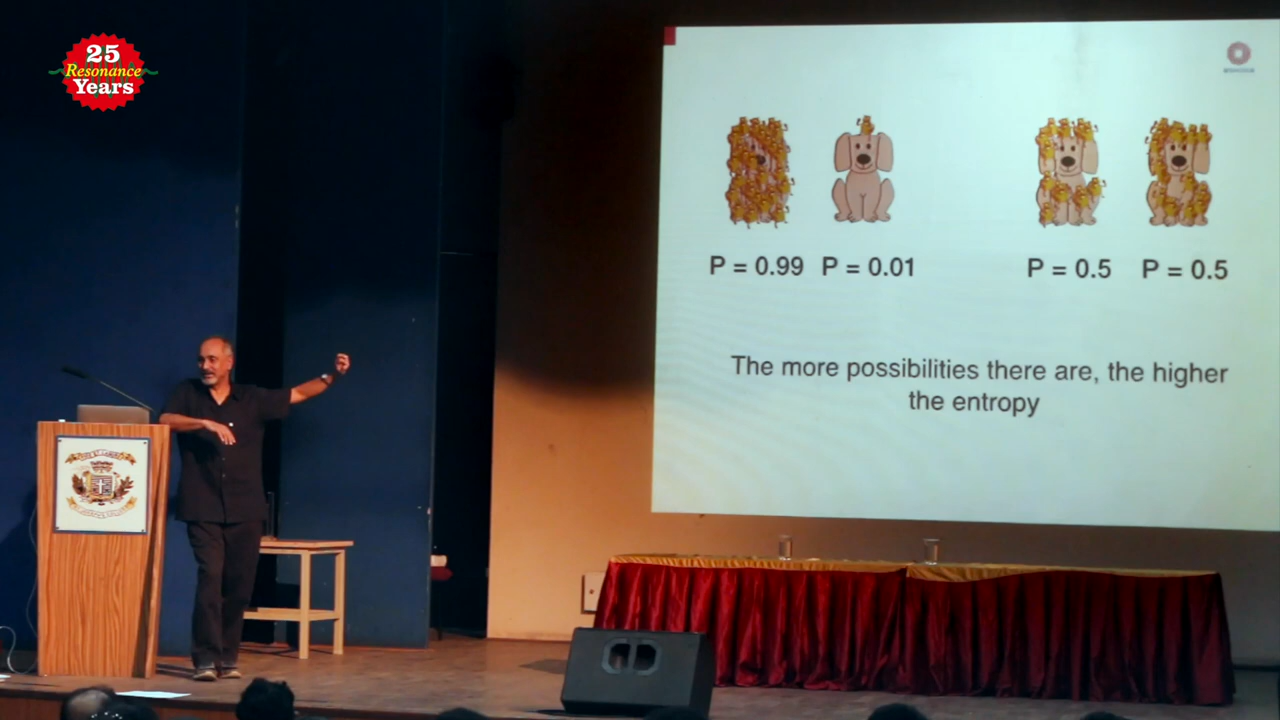 25
Resonance
Years
P = 0.99 P = 0.01
P = 0.5 P = 0.5
The more possibilities there are, the higher
the entropy